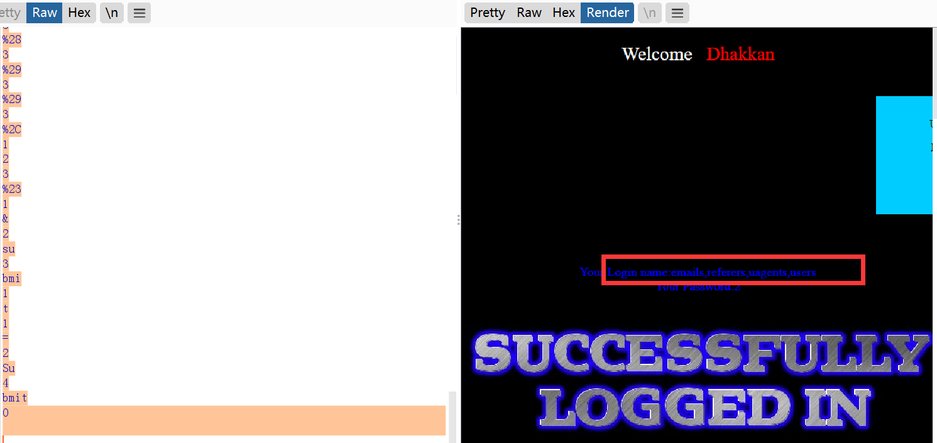 etty Raw Hex \n
Pretty Raw Hex Render \n
3
%28
3
%29
3
%29
3
%2C
1
2
3
%23
1
&
2
su
3
bmi
1
t
1
=
2
Su
4
bmit
0
Welcome Dhakkan
Your Login name:emails,referers,uagents,users
Your Password:2
SUCCESSFULLY
LOGGED IN